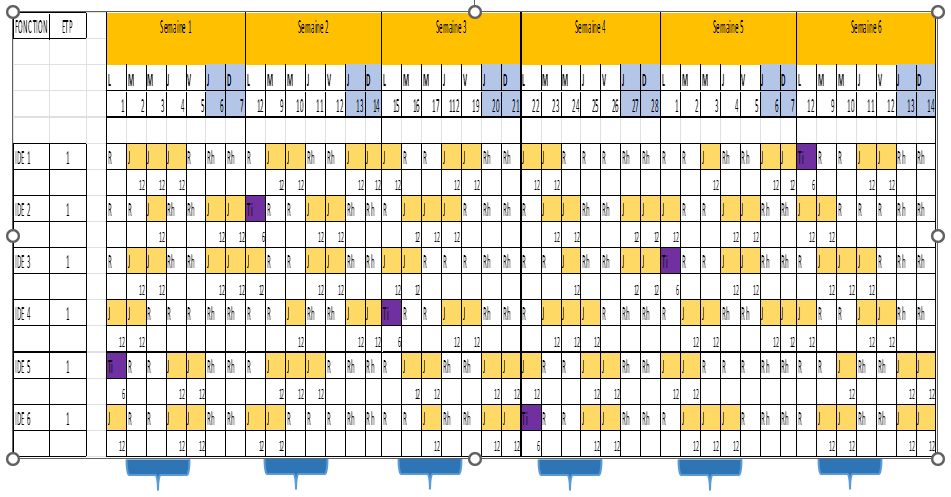 FONCTION ETP Semaine 1 Semaine 2 Semaine 3 Semaine 4 Semaine 5 Semaine 6
L M M J V J D L M M J V J D L M M J V J D L M M J V J D L M M J V J D L M M J V J D
1 2 3 4 5 6 7 12 9 10 11 12 13 14 15 16 17 112 19 20 21 22 23 24 25 26 27 28 1 2 3 4 5 6 7 12 9 10 11 12 13 14
IDE 1 1 R J J J R Rh Rh R J J Rh Rh J J J R R J J Rh Rh J J R R R R R R R J Rh Rh J J Ti R R J J Rh Rh
12 12 12 12 12 12 12 12 12 12 12 12 12 12 12 6 12 12
IDE 2 1 R R J Rh Rh J J Ti R R J J Rh Rh R J J J R Rh Rh R J J Rh Rh J J J R R J J Rh Rh J J R R R R R
12 12 12 6 12 12 12 12 12 12 12 12 12 12 12 12 12 12
IDE 3 1 R J J Rh Rh J J J R R J J Rh Rh J J R R R R R R R J Rh Rh J J Ti R R J J Rh Rh R J J J R Rh Rh
12 12 12 12 12 12 12 12 12 12 12 12 6 12 12 12 12 12
IDE 4 1 J J R R R Rh Rh R R J Rh Rh J J Ti R R J J Rh Rh R J J J R Rh Rh R J J Rh Rh J J J R R J J Rh Rh
12 12 12 12 12 6 12 12 12 12 12 12 12 12 12 12 12 12
IDE 5 1 Ti R R J J Rh Rh R J J J R Rh Rh R J J Rh Rh J J J R R J J Rh Rh J J R R R R R R R J Rh Rh J J
6 12 12 12 12 12 12 12 12 12 12 12 12 12 12 12 12 12
IDE 6 1 J R R J J Rh Rh J J R R R R R R R J Rh Rh J J Ti R R J J Rh Rh R J J J R Rh Rh R J J Rh Rh J J
12 12 12 12 12 12 12 12 6 12 12 12 12 12 12 12 12 12